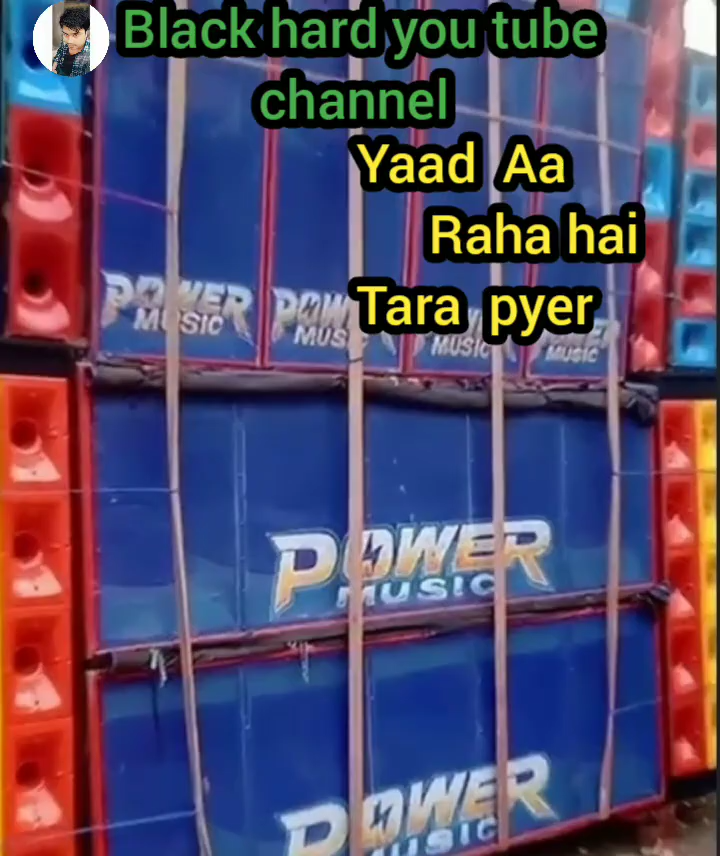 Black hard you tube
channel
Yaad Aa
Raha hai
Tara pyer
POWER
MUSIC
MUSIC
MUSIC
POWER
MUSIC
POWER
MUSIC